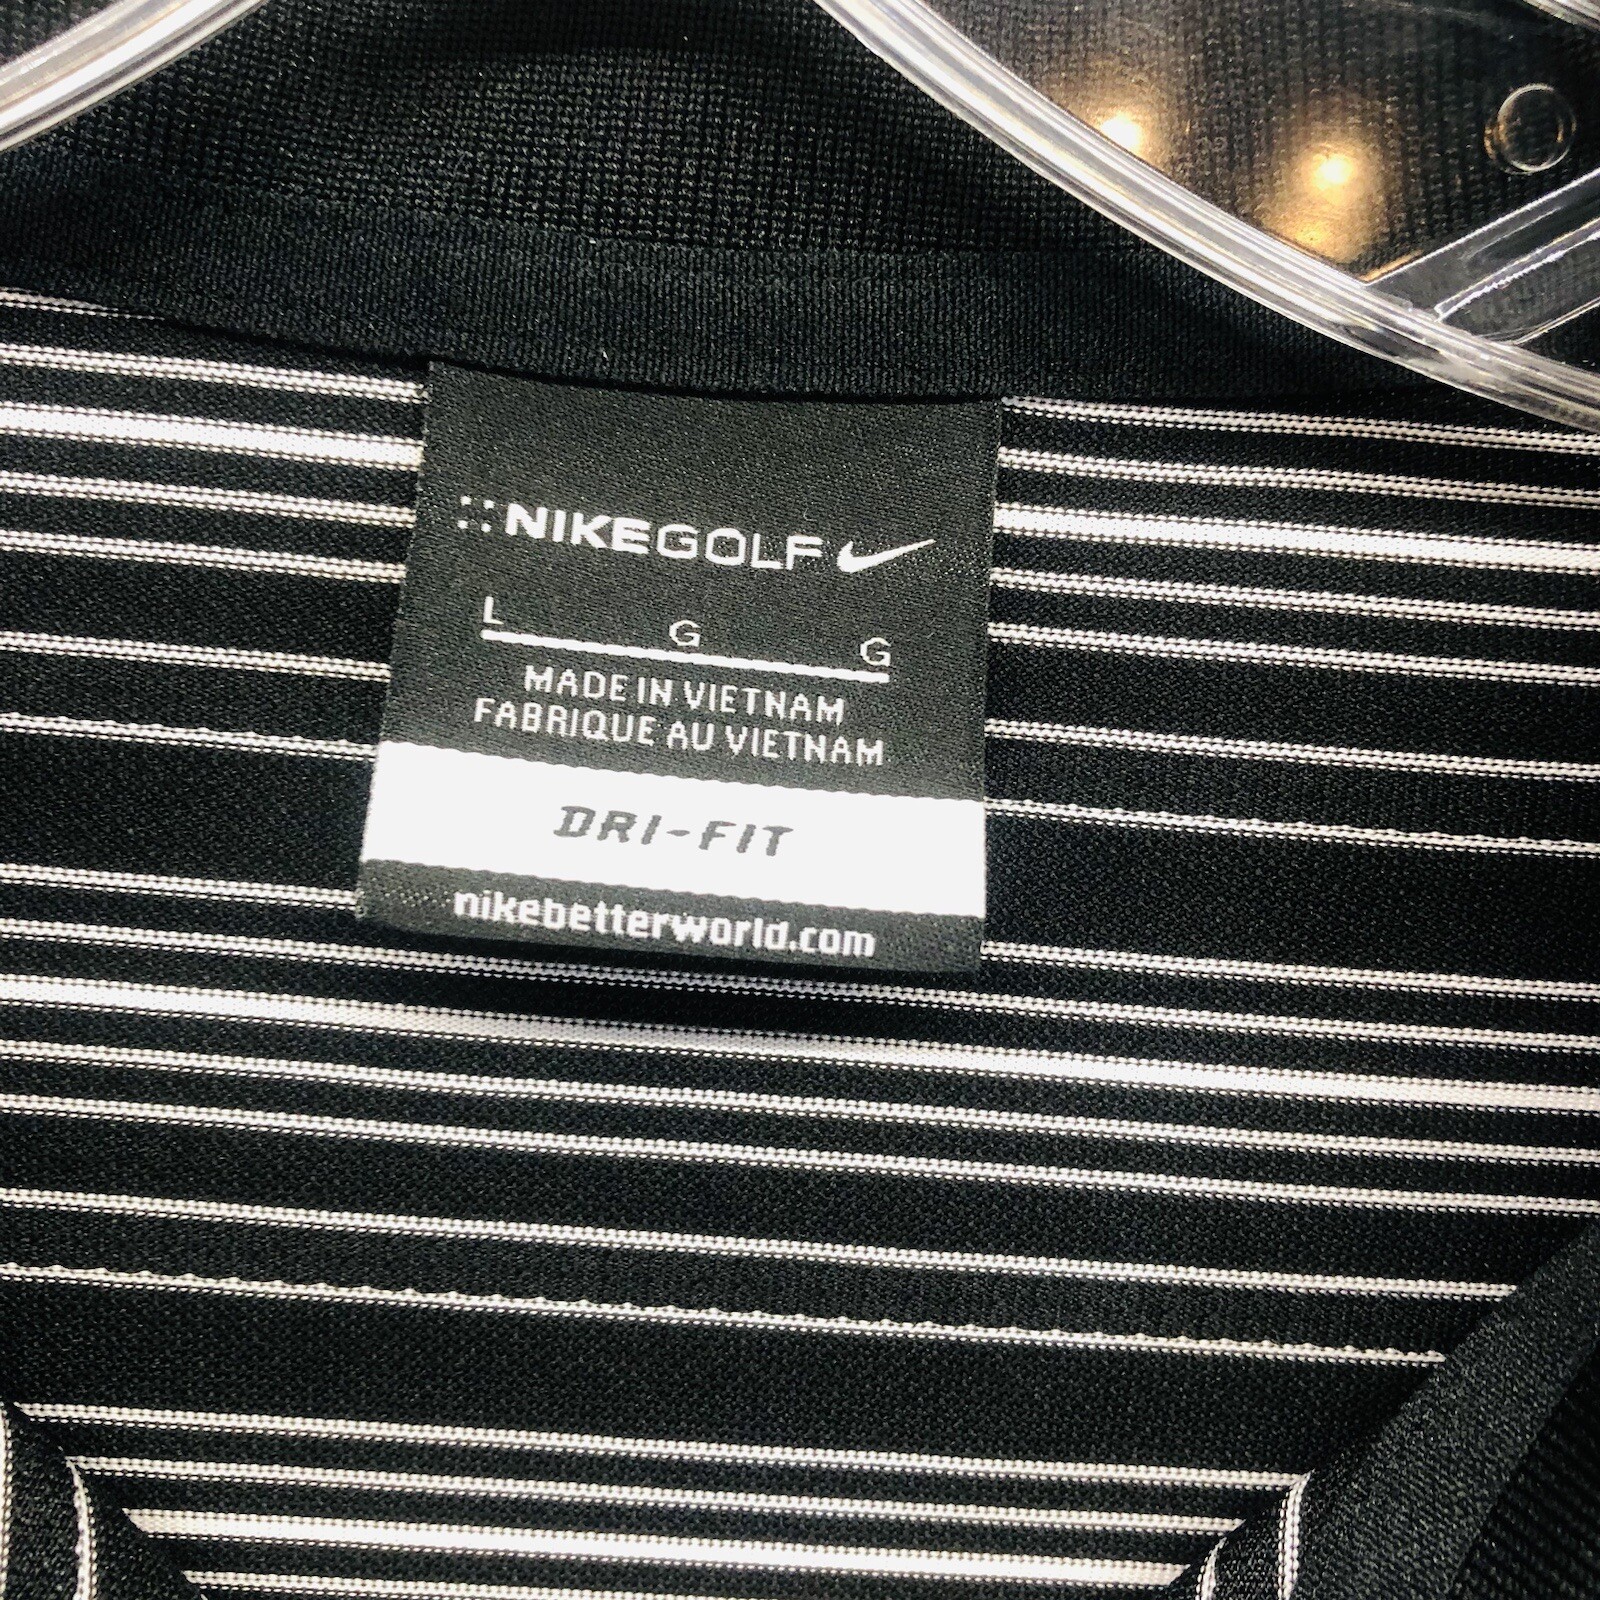 NIKEGOLF
L G G
MADE IN VIETNAM
FABRIQUE AU VIETNAM
DRI-FIT
nikebetterworld.com